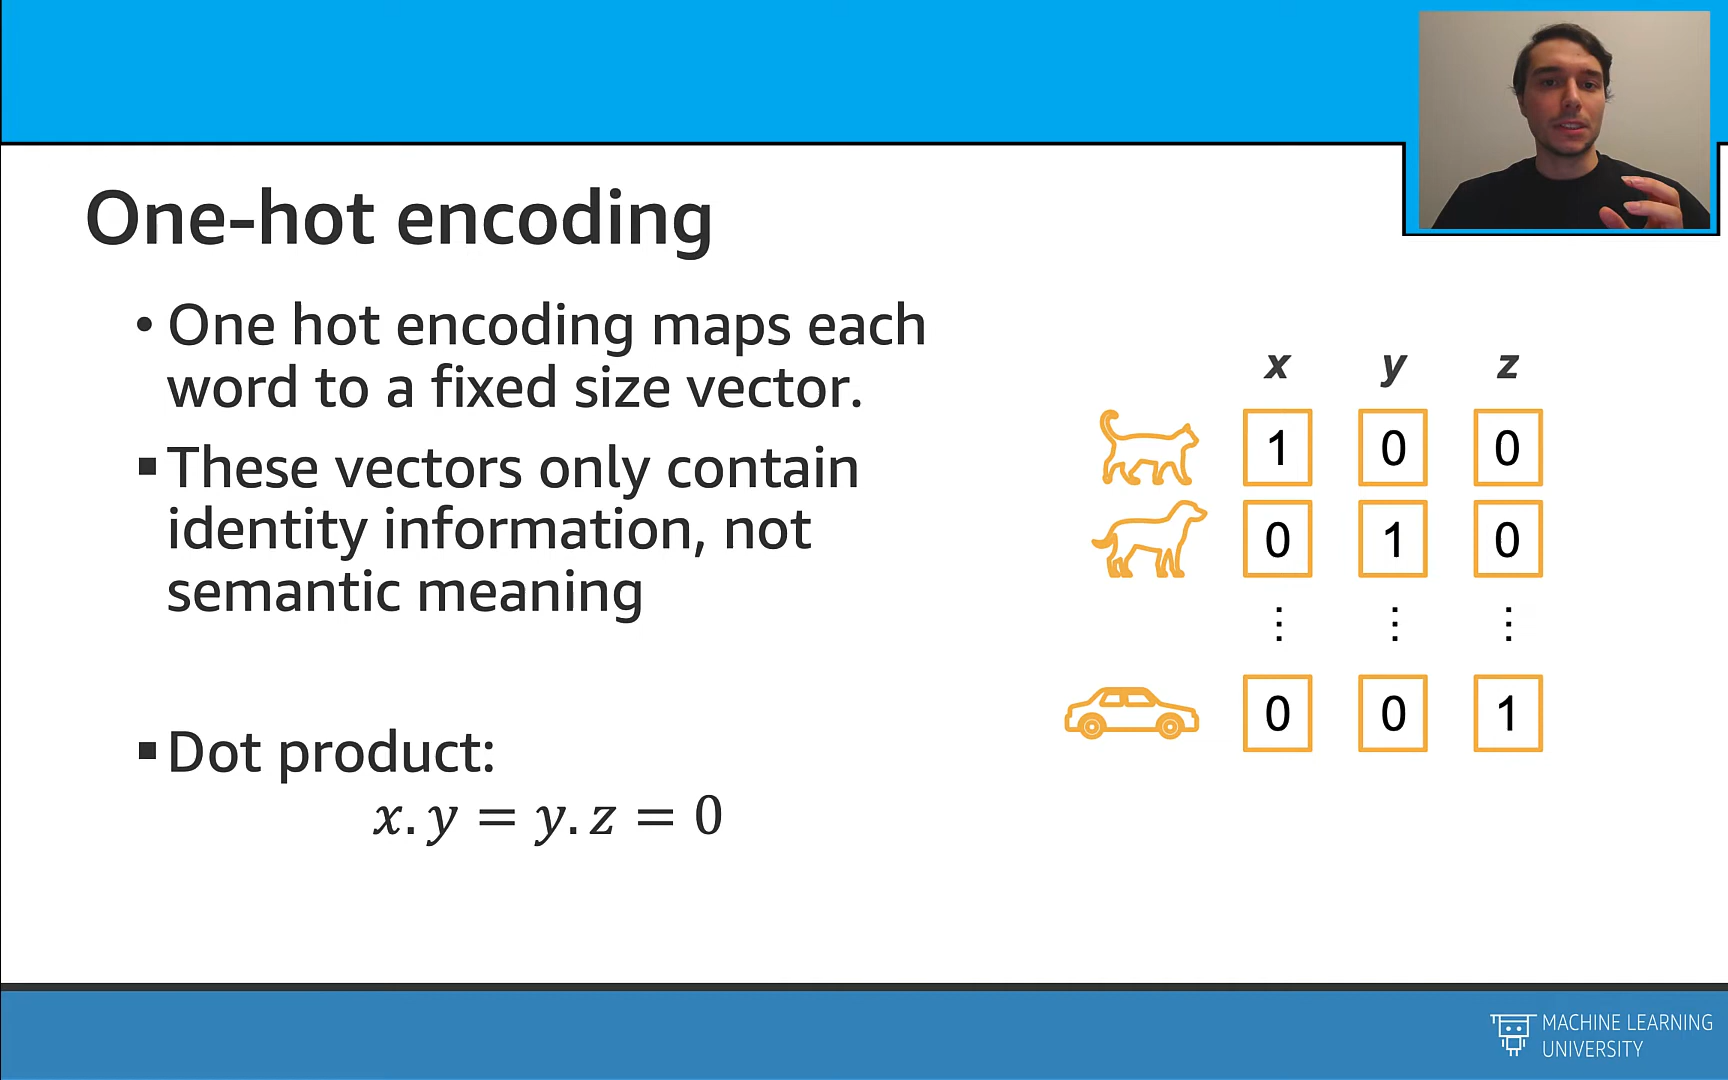 One-hot encoding
• One hot encoding maps each
word to a fixed size vector.
▪ These vectors only contain
identity information, not
semantic meaning
▪ Dot product:
x. y = y. z = 0
x y z
1 0 0
0 1 0
⋮ ⋮ ⋮
0 0 1
MACHINE LEARNING
UNIVERSITY